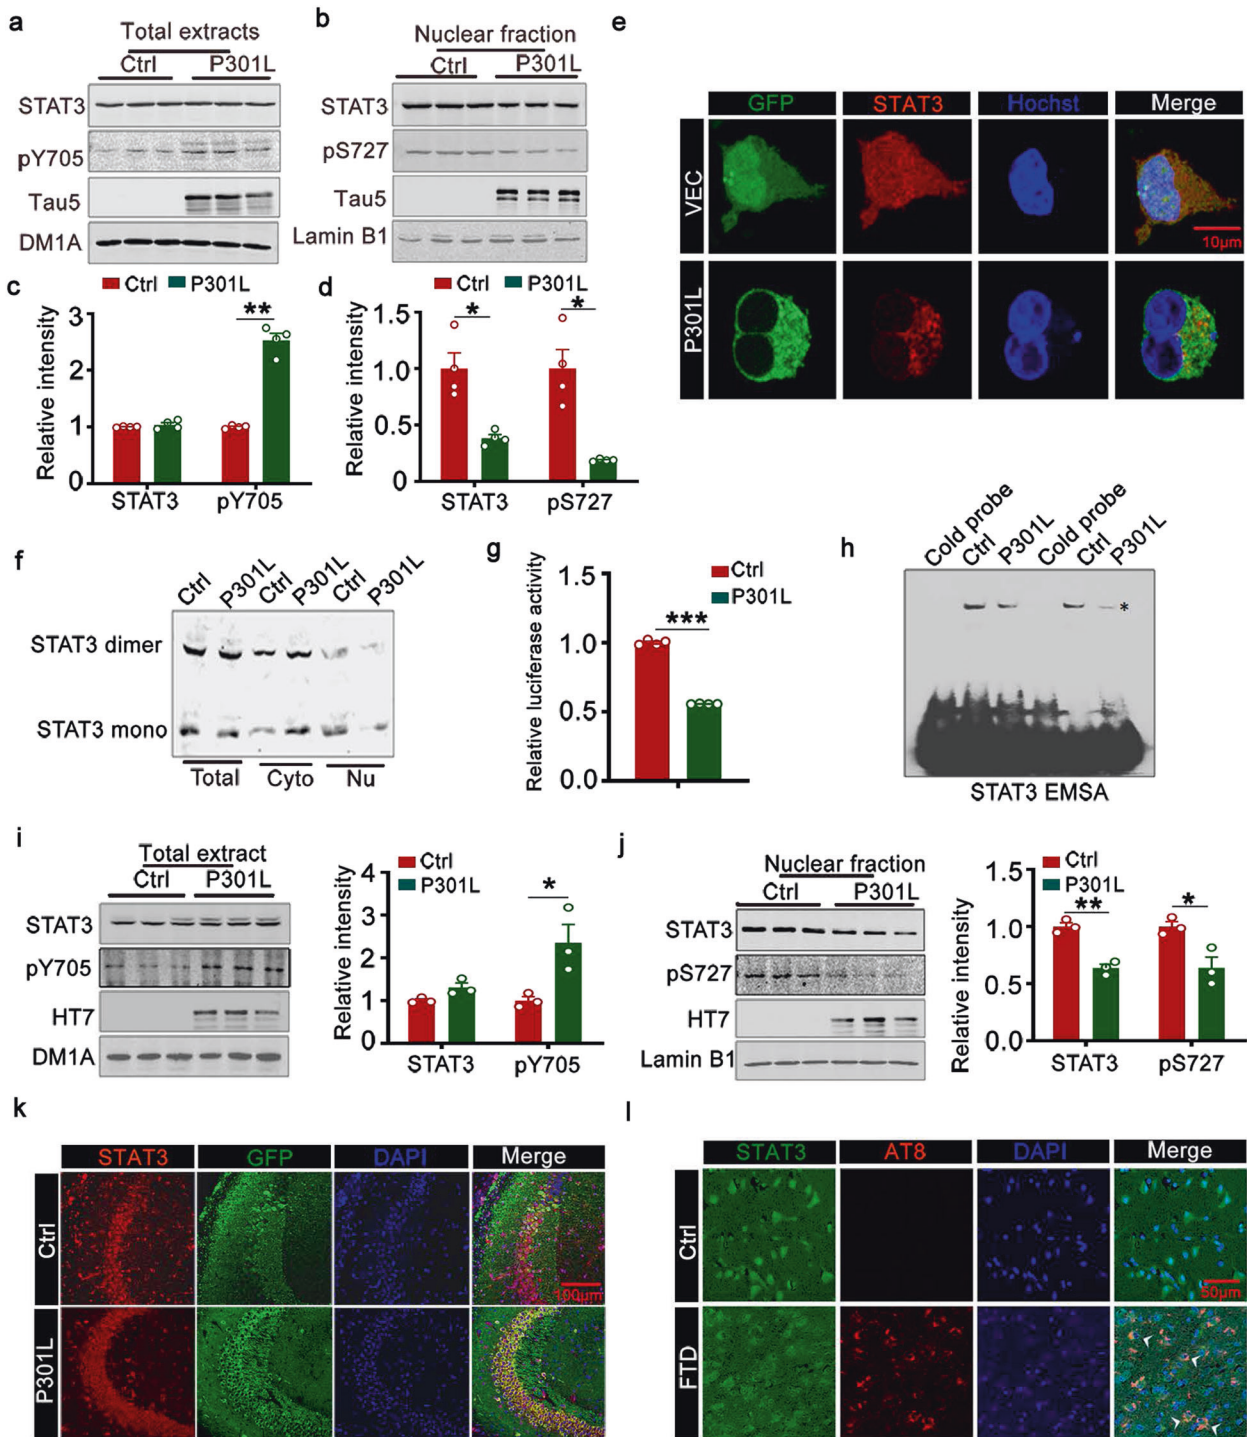 a
Total extracts
Ctrl P301L
STAT3
pY705
Tau5
DM1A
b
Nuclear fraction
Ctrl P301L
STAT3
pS727
Tau5
Lamin B1
c
Ctrl P301L
Relative intensity
3
2
1
0
**
STAT3 pY705
d
Ctrl P301L
Relative intensity
1.5
1.0
0.5
0
* *
STAT3 pS727
e
GFP STAT3 Hochst Merge
VEC
10μm
P301L
f
Ctrl P301L Ctrl P301L Ctrl P301L
STAT3 dimer
STAT3 mono
Total Cyto Nu
g
Relative luciferase activity
1.5
1.0
0.5
0.0
Ctrl
P301L
***
h
Cold probe Ctrl P301L Cold probe Ctrl P301L
*
STAT3 EMSA
i
Total extract
Ctrl P301L
STAT3
pY705
HT7
DM1A
Relative intensity
4
3
2
1
0
Ctrl
P301L
*
STAT3 pY705
j
Nuclear fraction
Ctrl P301L
STAT3
pS727
HT7
Lamin B1
Relative intensity
1.5
1.0
0.5
0.0
Ctrl
P301L
** *
STAT3 pS727
k
STAT3 GFP DAPI Merge
Ctrl
100μm
P301L
l
STAT3 AT8 DAPI Merge
Ctrl
50μm
FTD